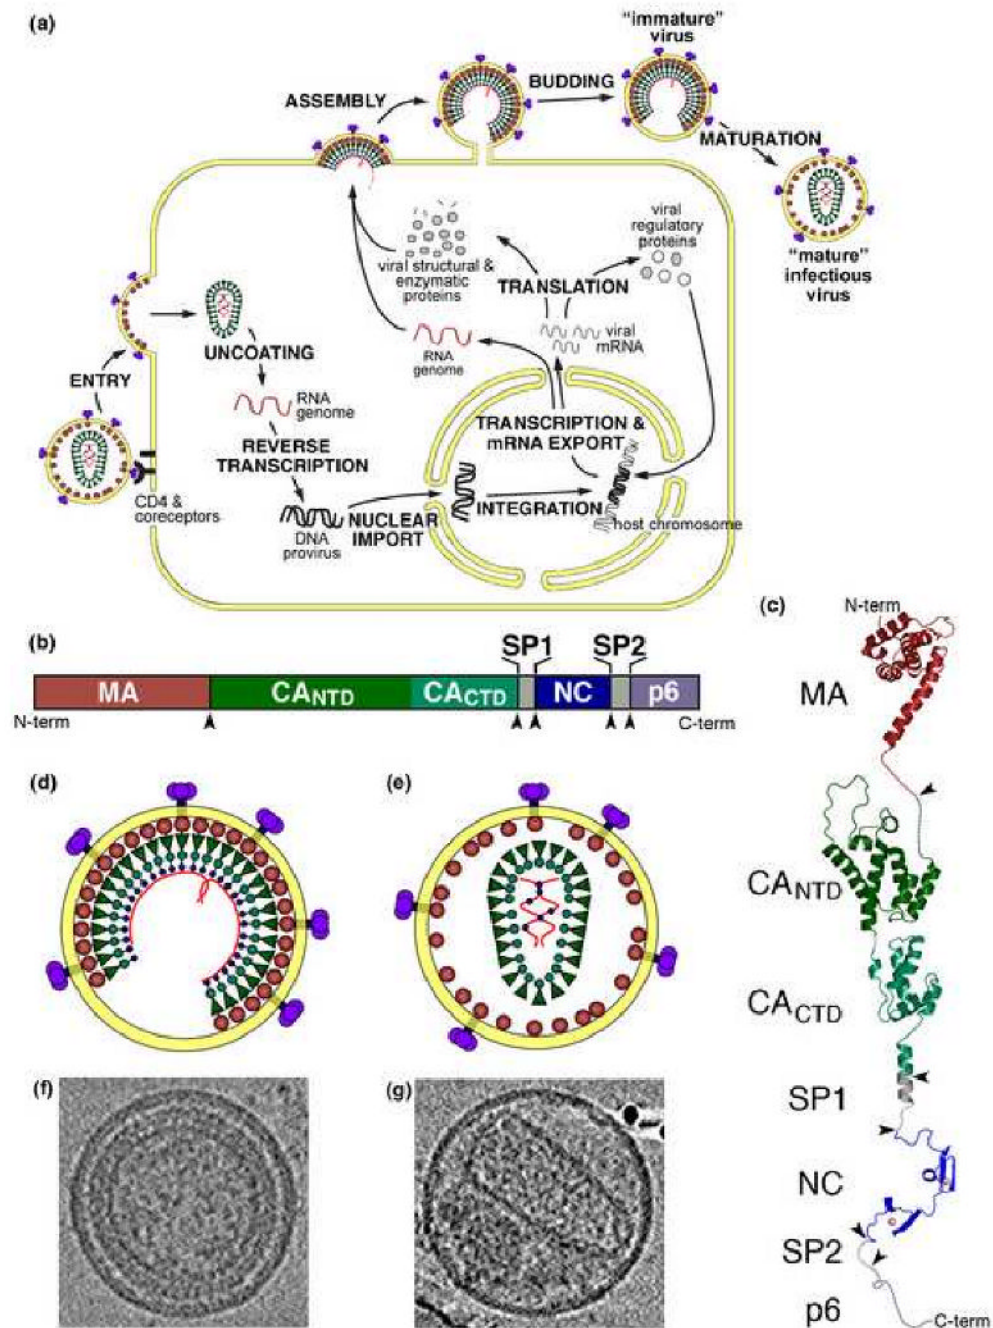 (a)
"immature"
virus
BUDDING
ASSEMBLY
MATURATION
"mature"
infectious
virus
viral
regulatory
proteins
viral structural &
enzymatic
proteins
TRANSLATION
viral
mRNA
RNA
genome
UNCOATING
ENTRY
RNA
genome
REVERSE
TRANSCRIPTION
TRANSCRIPTION &
mRNA EXPORT
CD4 &
coreceptors
DNA
provirus
NUCLEAR
IMPORT
INTEGRATION
host chromosome
(b)
SP1
SP2
MA
CANTD
CACTD
NC
p6
N-term
C-term
(c)
N-term
MA
CANTD
CACTD
SP1
NC
SP2
p6
C-term
(d)
(e)
(f)
(g)